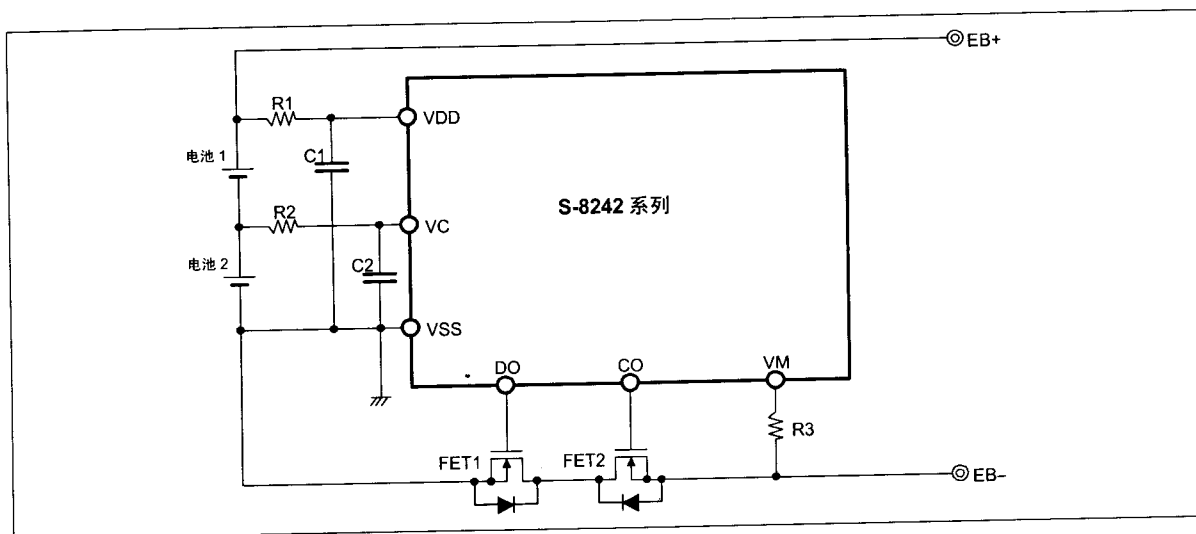 EB+
R1
VDD
电池 1
C1
S-8242 系列
R2
VC
电池 2
C2
VSS
DO
CO
VM
R3
FET1
FET2
EB–